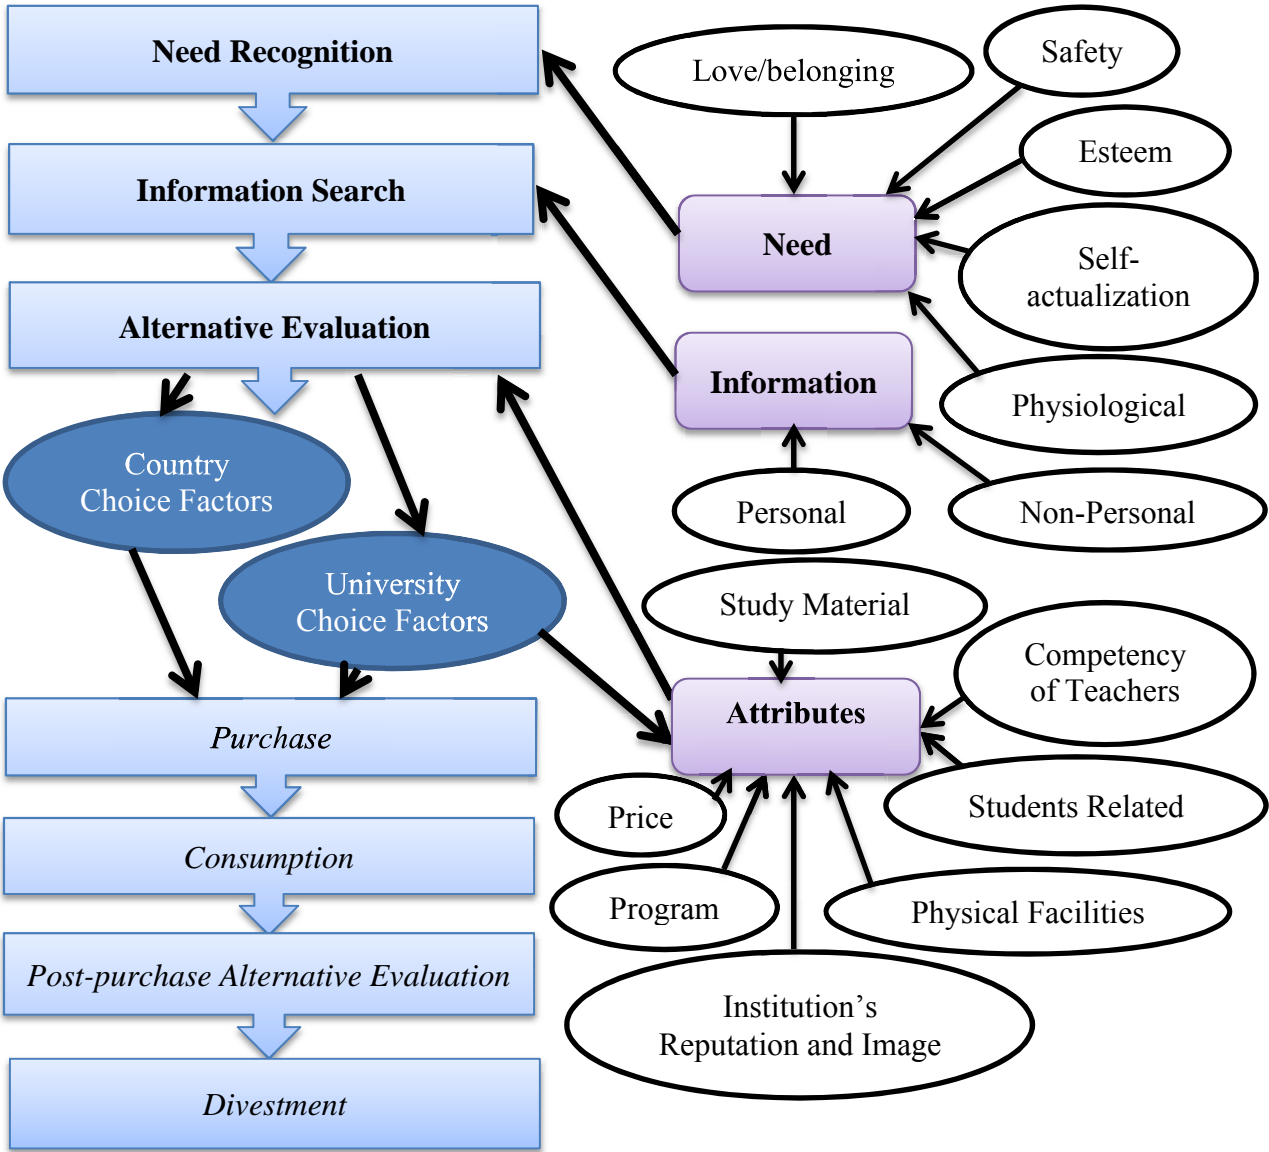 Need Recognition
Information Search
Alternative Evaluation
Country
Choice Factors
University
Choice Factors
Purchase
Consumption
Post-purchase Alternative Evaluation
Divestment
Love/belonging
Safety
Esteem
Need
Self-
actualization
Information
Physiological
Personal
Non-Personal
Study Material
Competency
of Teachers
Attributes
Students Related
Price
Program
Physical Facilities
Institution’s
Reputation and Image